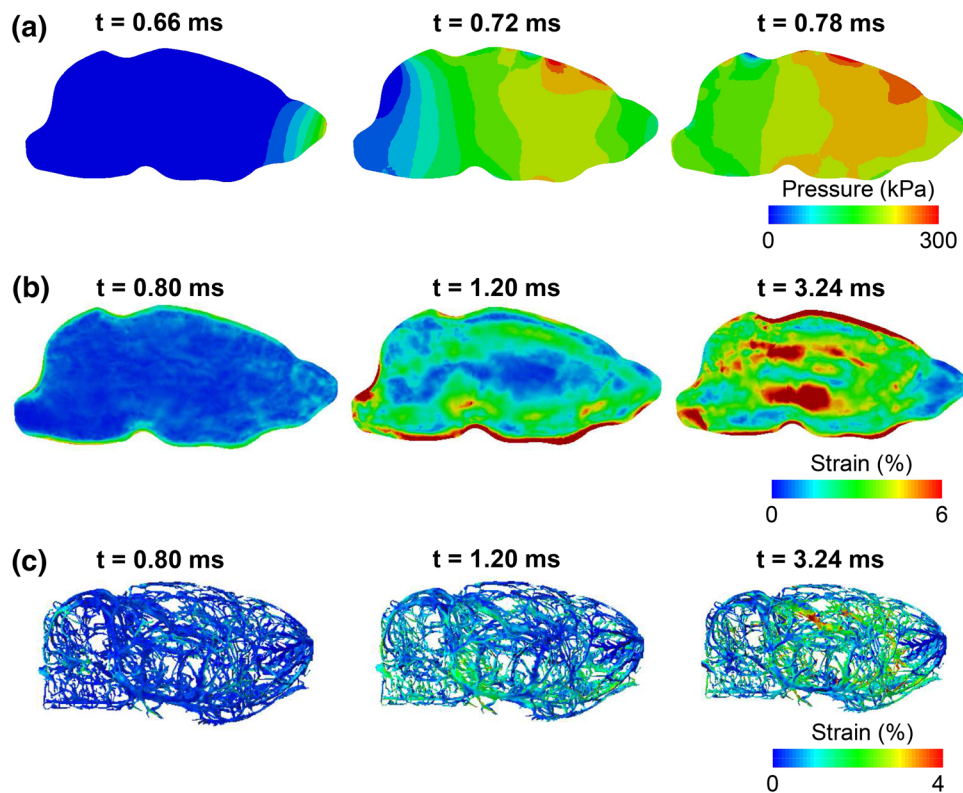 (a)
t = 0.66 ms
t = 0.72 ms
t = 0.78 ms
Pressure (kPa)
0
300
(b)
t = 0.80 ms
t = 1.20 ms
t = 3.24 ms
Strain (%)
0
6
(c)
t = 0.80 ms
t = 1.20 ms
t = 3.24 ms
Strain (%)
0
4